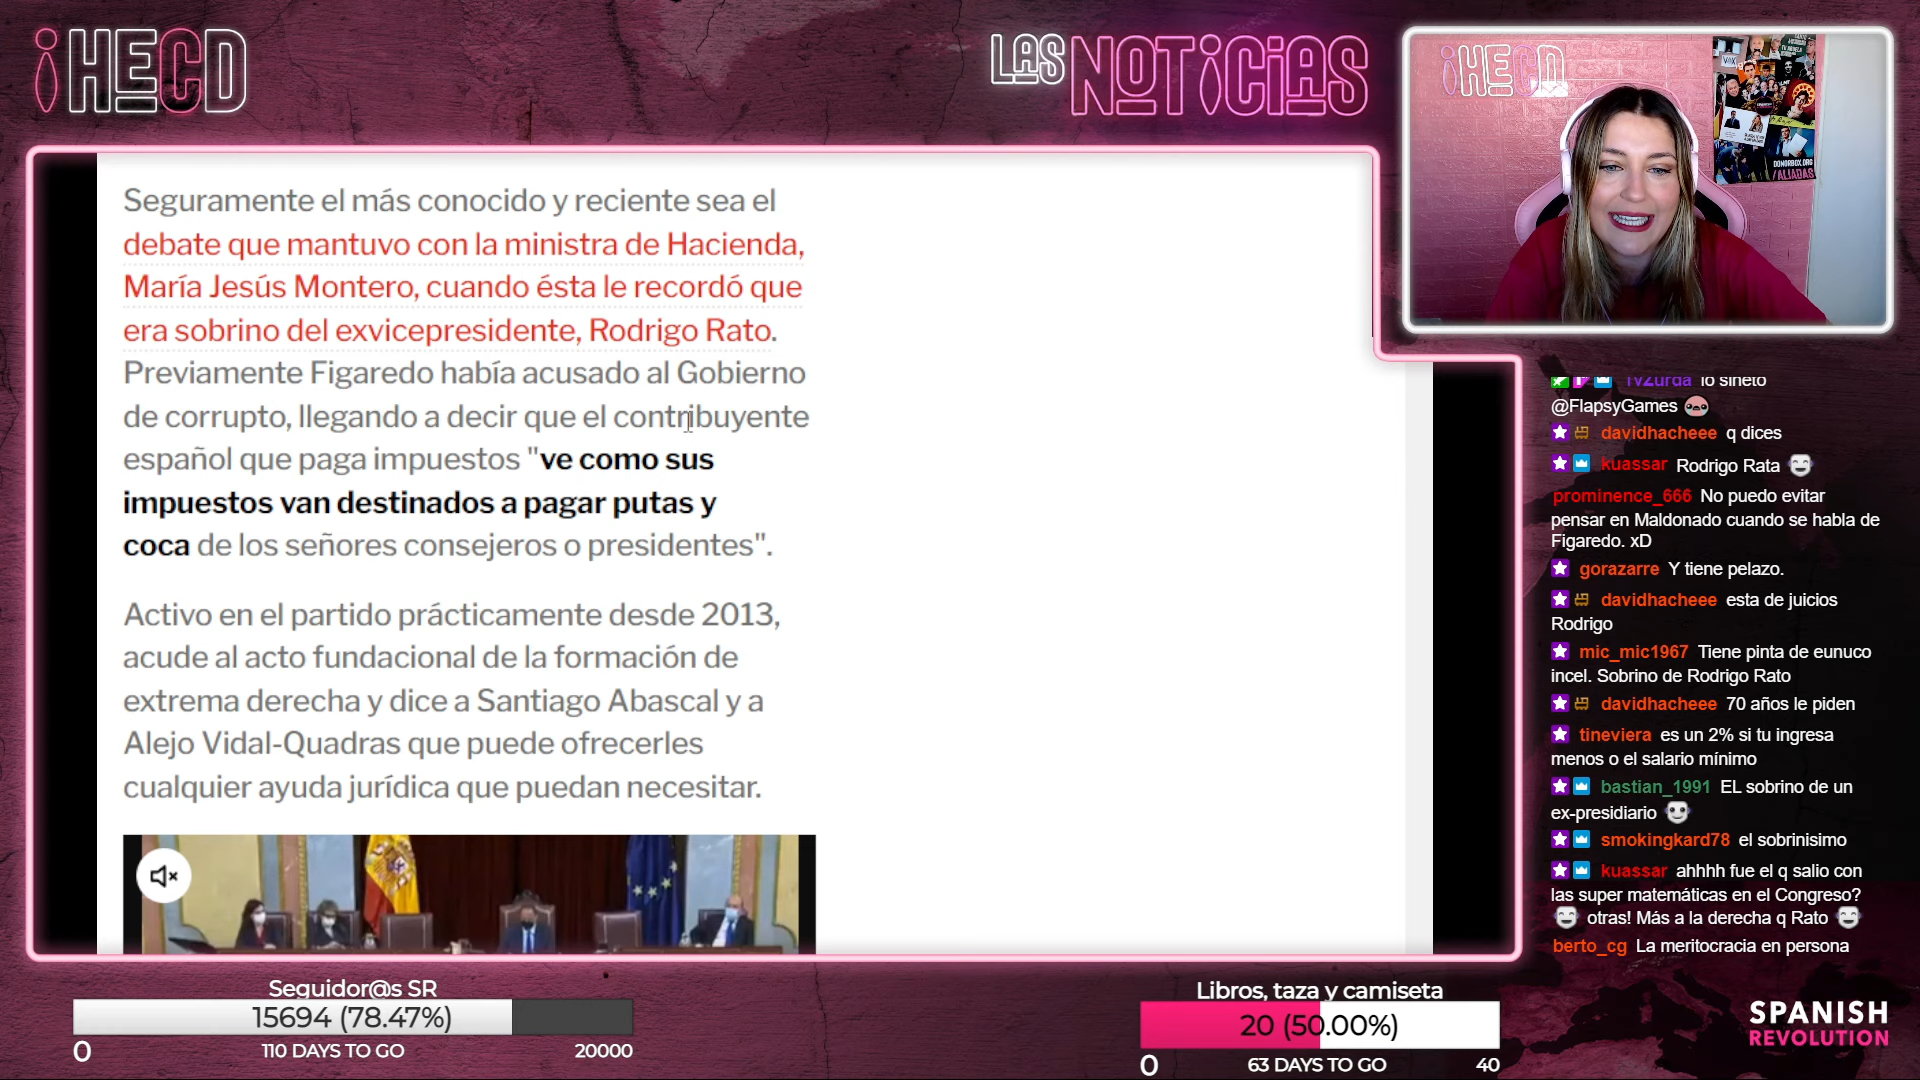 ¡HECD
LAS NOTiCiAS
¡HECD
VOX
DONORBOX.ORG
/ALIADAS
Seguramente el más conocido y reciente sea el
debate que mantuvo con la ministra de Hacienda,
María Jesús Montero, cuando ésta le recordó que
era sobrino del exvicepresidente, Rodrigo Rato.
Previamente Figaredo había acusado al Gobierno
de corrupto, llegando a decir que el contribuyente
español que paga impuestos "ve como sus
impuestos van destinados a pagar putas y
coca de los señores consejeros o presidentes".
Activo en el partido prácticamente desde 2013,
acude al acto fundacional de la formación de
extrema derecha y dice a Santiago Abascal y a
Alejo Vidal-Quadras que puede ofrecerles
cualquier ayuda jurídica que puedan necesitar.
TVZurda lo siñeto
@FlapsyGames
davidhacheee q dices
kuassar Rodrigo Rata
prominence_666 No puedo evitar
pensar en Maldonado cuando se habla de
Figaredo. xD
gorazarre Y tiene pelazo.
davidhacheee esta de juicios
Rodrigo
mic_mic1967 Tiene pinta de eunuco
incel. Sobrino de Rodrigo Rato
davidhacheee 70 años le piden
tineviera es un 2% si tu ingresa
menos o el salario mínimo
bastian_1991 EL sobrino de un
ex-presidiario
smokingkard78 el sobrinisimo
kuassar ahhhh fue el q salio con
las super matemáticas en el Congreso?
otras! Más a la derecha q Rato
berto_cg La meritocracia en persona
Seguidor@s SR
15694 (78.47%)
0 110 DAYS TO GO 20000
Libros, taza y camiseta
20 (50.00%)
0 63 DAYS TO GO 40
SPANISH
REVOLUTION